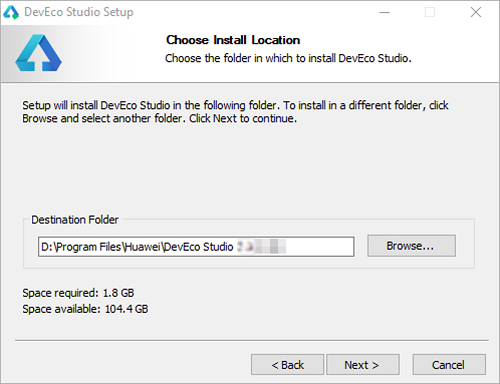 DevEco Studio Setup
Choose Install Location
Choose the folder in which to install DevEco Studio.
Setup will install DevEco Studio in the following folder. To install in a different folder, click
Browse and select another folder. Click Next to continue.
Destination Folder
D:\Program Files\Huawei\DevEco Studio
Browse...
Space required: 1.8 GB
Space available: 104.4 GB
< Back
Next >
Cancel